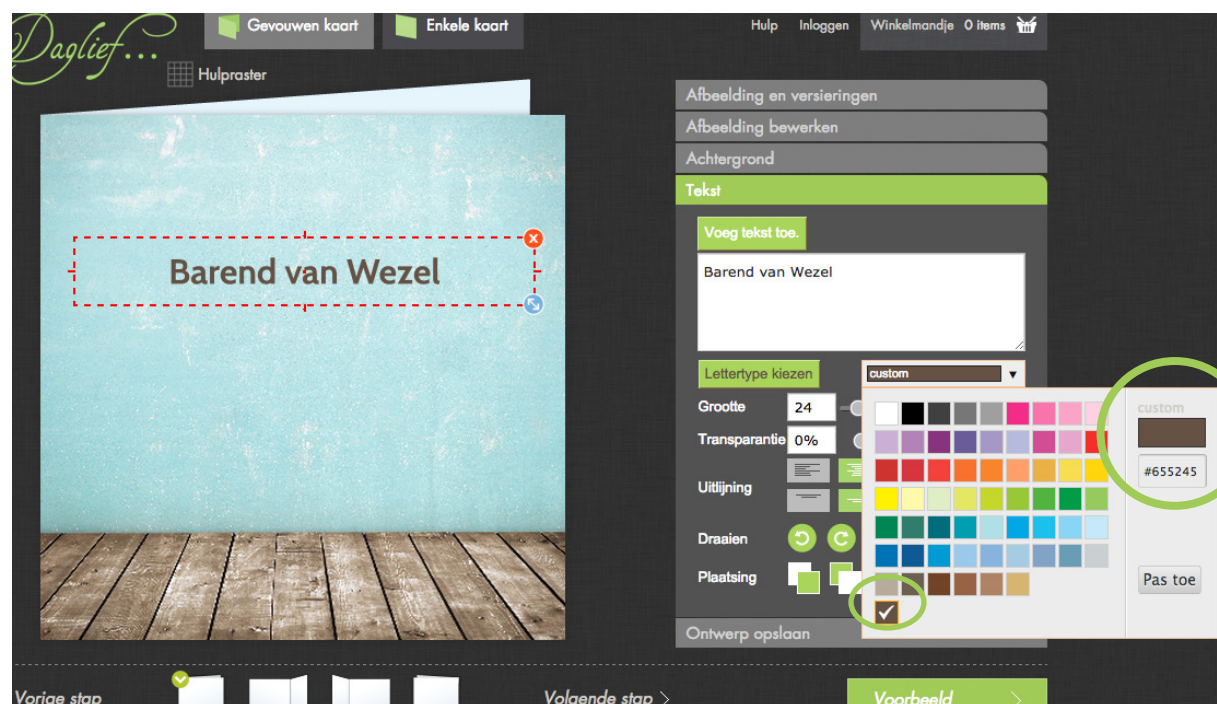 Daglief...
Gevouwen kaart
Enkele kaart
Hulp
Inloggen
Winkelmandje 0 items
Hulpraster
Afbeelding en versieringen
Afbeelding bewerken
Achtergrond
Tekst
Voeg tekst toe.
Barend van Wezel
Barend van Wezel
Lettertype kiezen
custom
Grootte
24
Transparantie
0%
Uitlijning
Draaien
Plaatsing
custom
#655245
Pas toe
Ontwerp opslaan
Vorige stap
Volgende stap >
Voorbeeld >